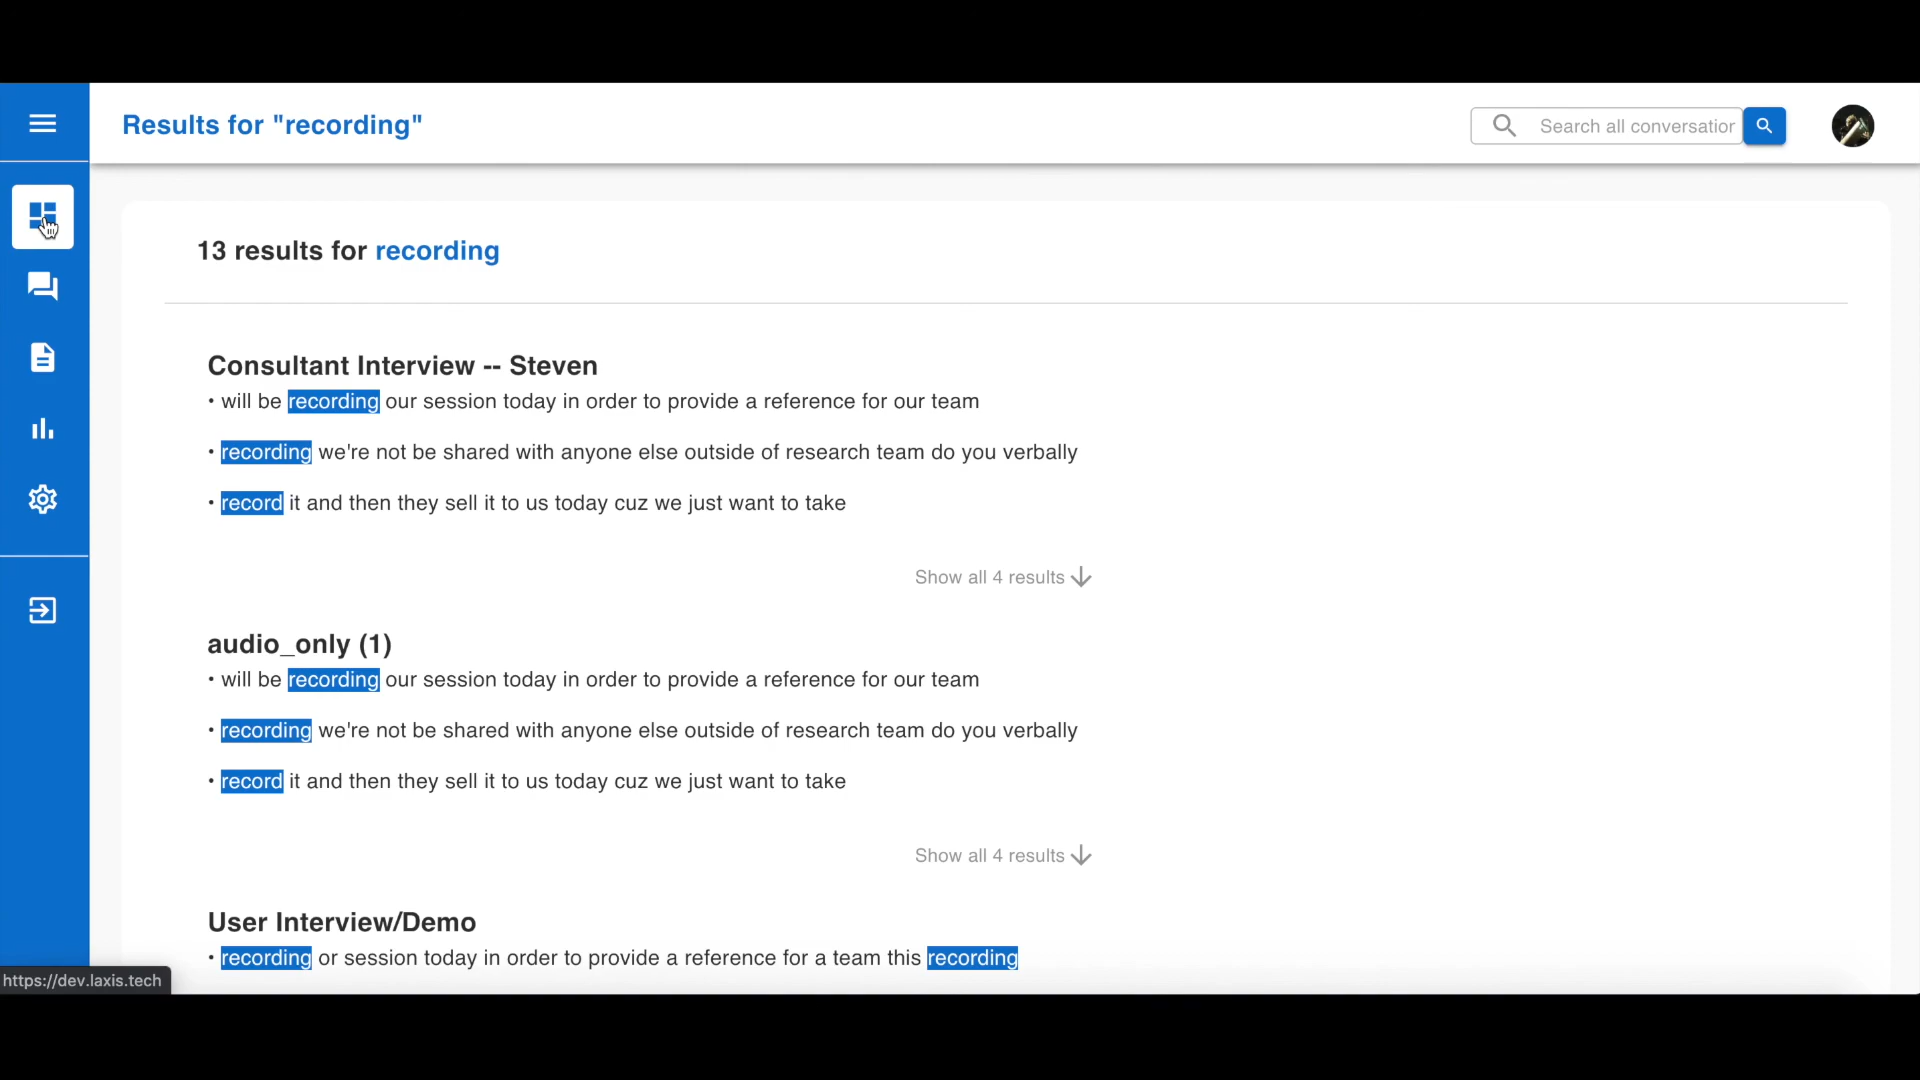 Results for "recording"
Search all conversation
13 results for recording
Consultant Interview -- Steven
• will be recording our session today in order to provide a reference for our team
• recording we're not be shared with anyone else outside of research team do you verbally
• record it and then they sell it to us today cuz we just want to take
Show all 4 results
audio_only (1)
• will be recording our session today in order to provide a reference for our team
• recording we're not be shared with anyone else outside of research team do you verbally
• record it and then they sell it to us today cuz we just want to take
Show all 4 results
User Interview/Demo
• recording or session today in order to provide a reference for a team this recording
https://dev.laxis.tech